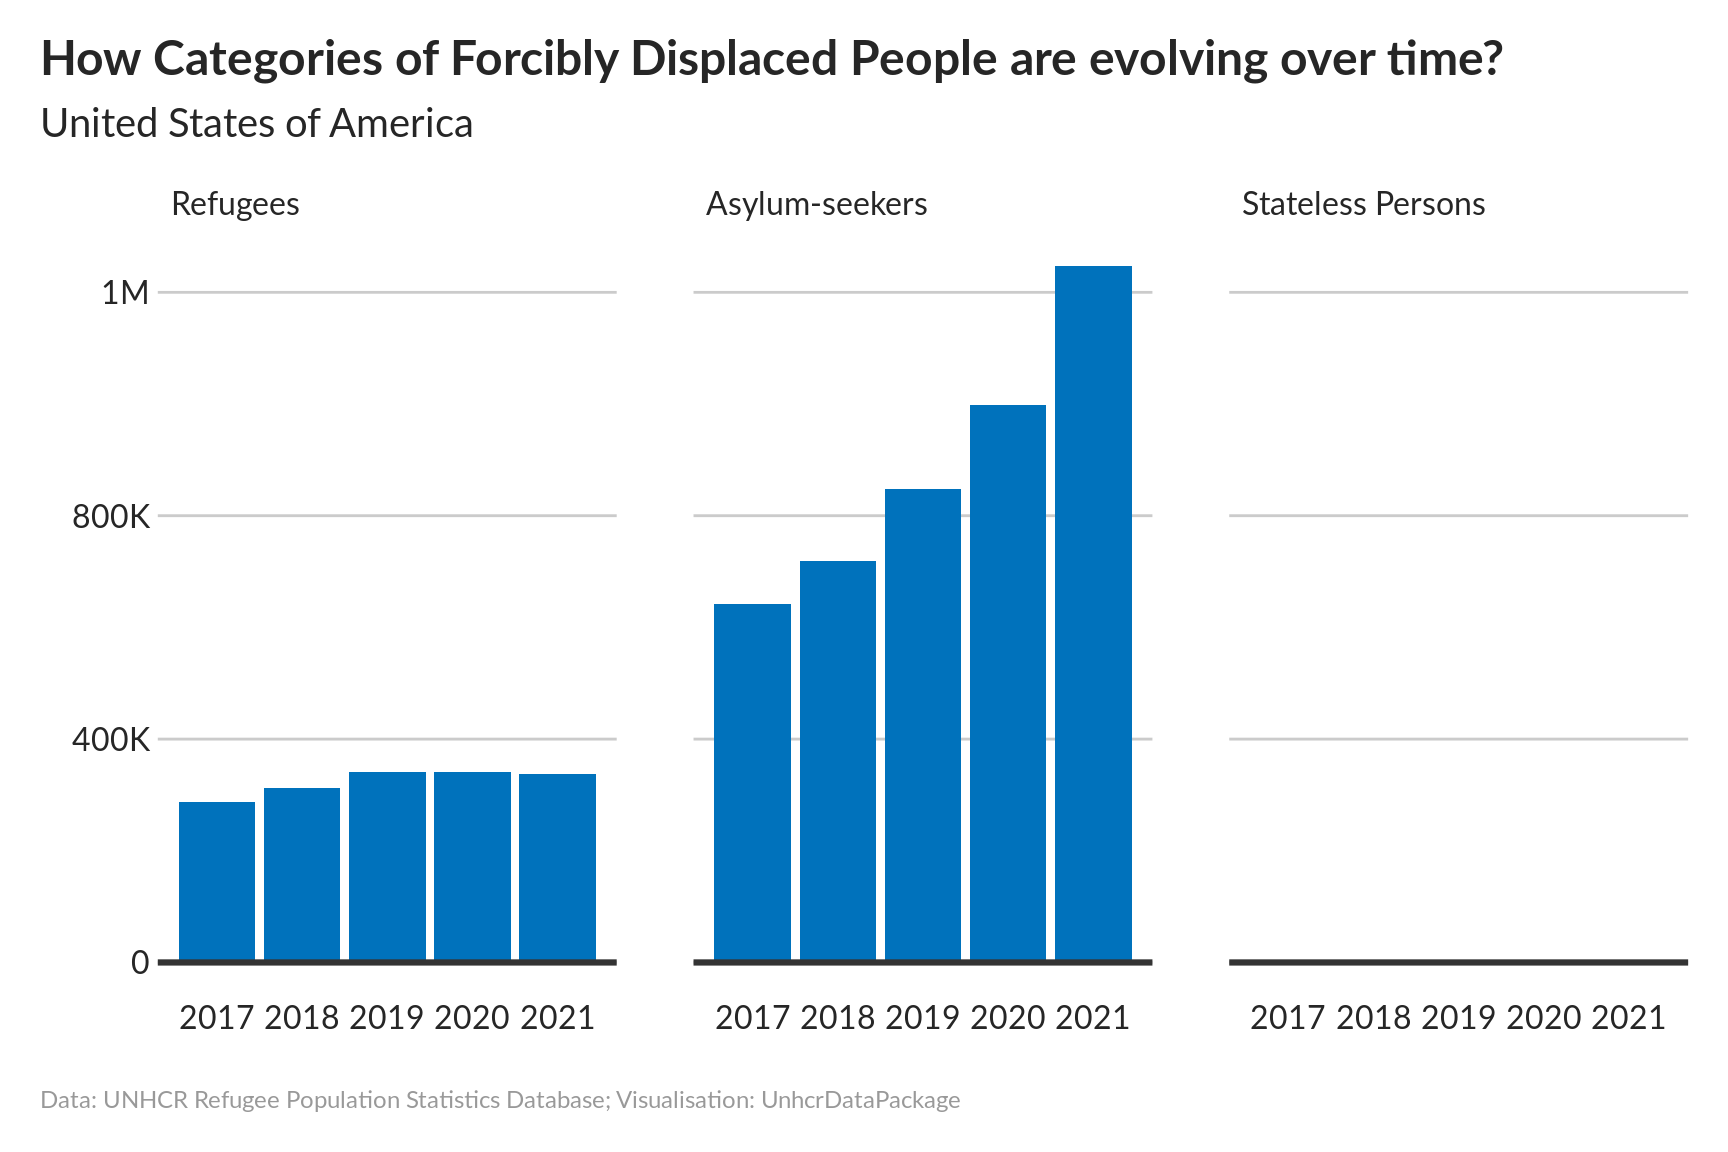 How Categories of Forcibly Displaced People are evolving over time?
United States of America
Refugees
Asylum-seekers
Stateless Persons
1M
800K
400K
0
2017 2018 2019 2020 2021
2017 2018 2019 2020 2021
2017 2018 2019 2020 2021
Data: UNHCR Refugee Population Statistics Database; Visualisation: UnhcrDataPackage